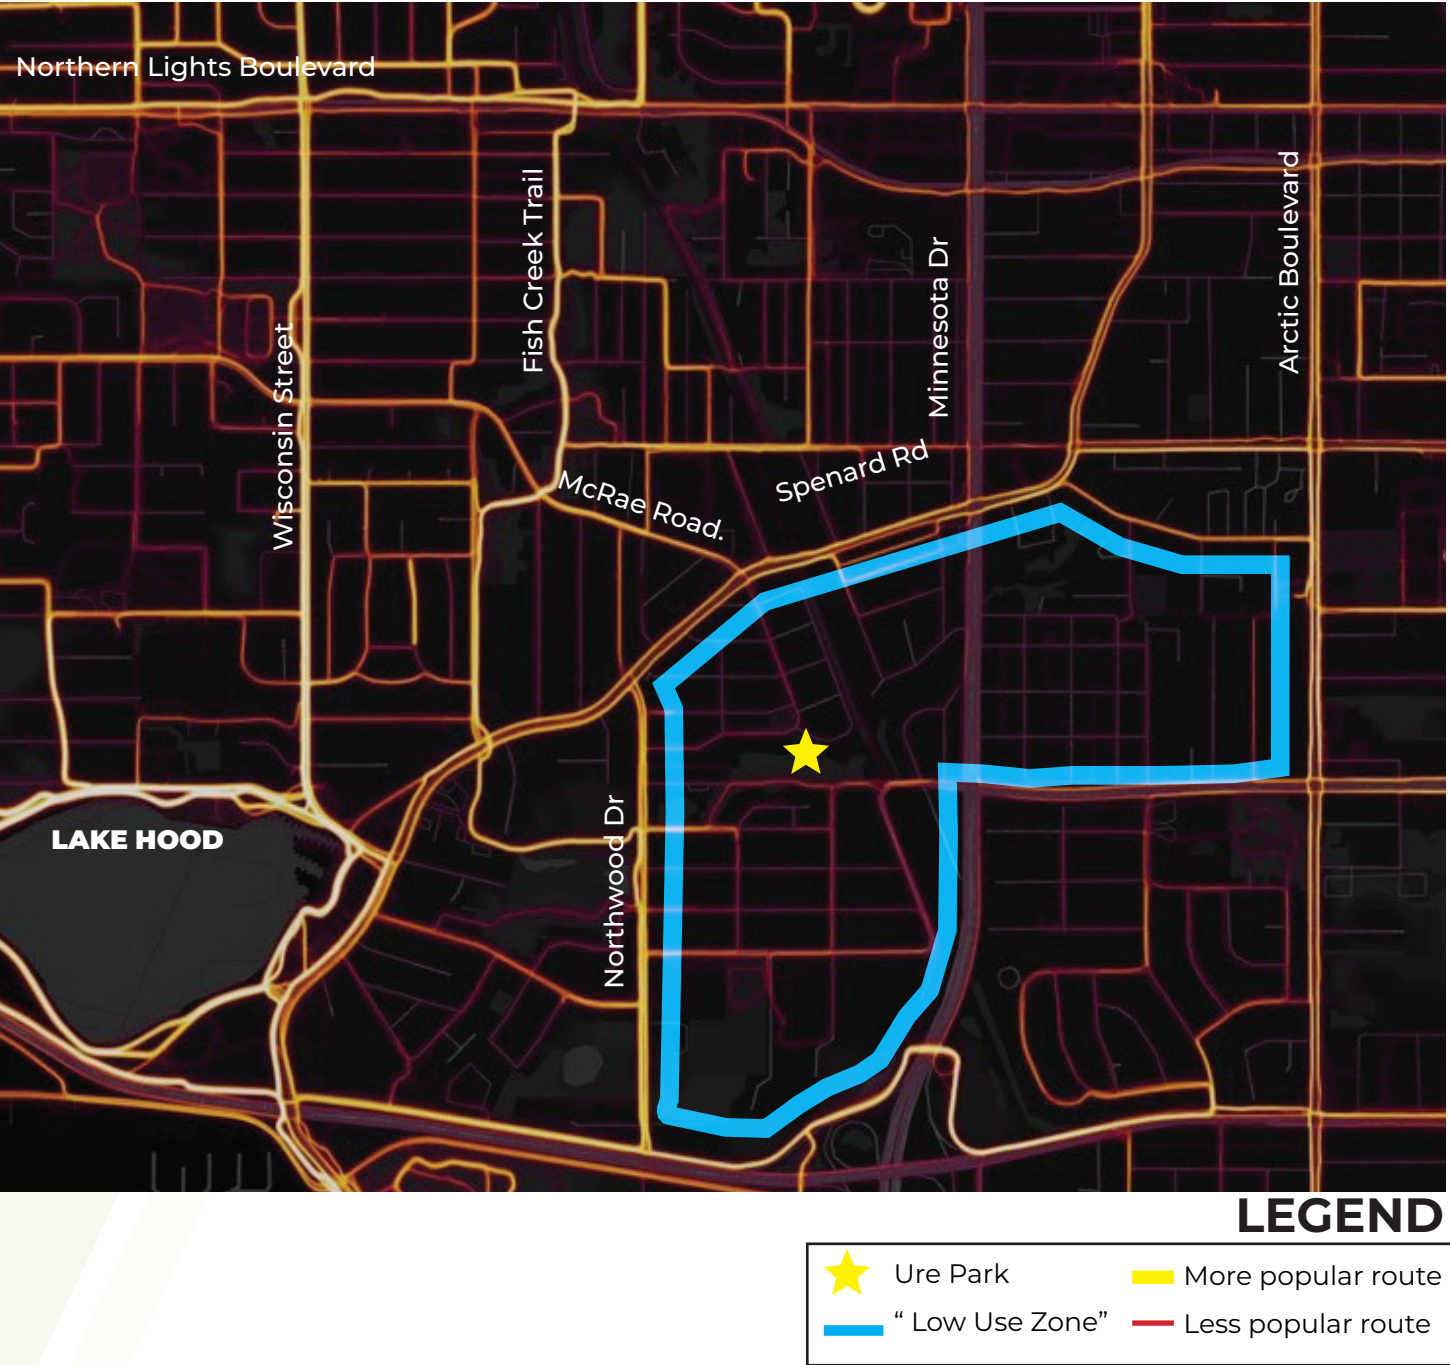 Northern Lights Boulevard
Fish Creek Trail
Arctic Boulevard
Minnesota Dr
Wisconsin Street
Spenard Rd
McRae Road.
Northwood Dr
LAKE HOOD
LEGEND
Ure Park
More popular route
“ Low Use Zone”
Less popular route